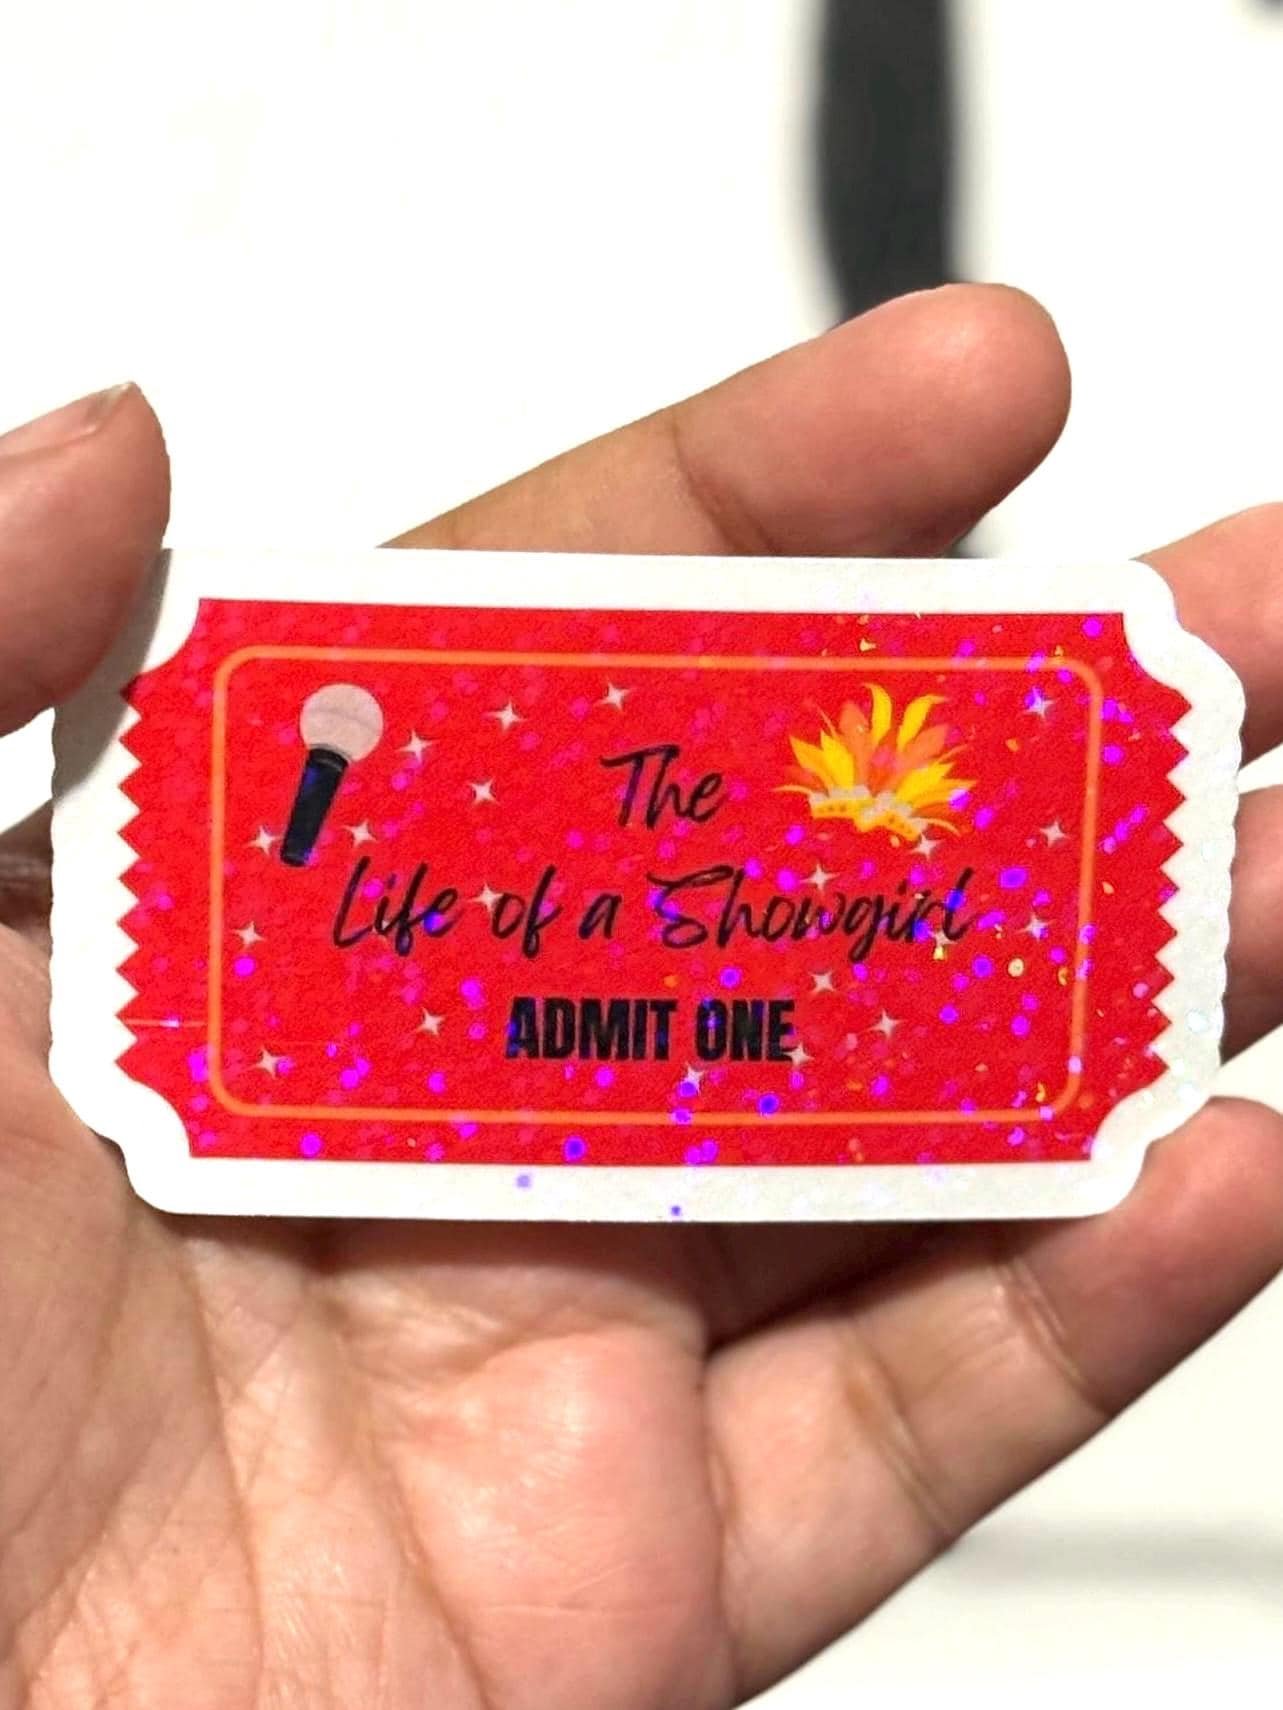 The
Life of a Showgirl
ADMIT ONE